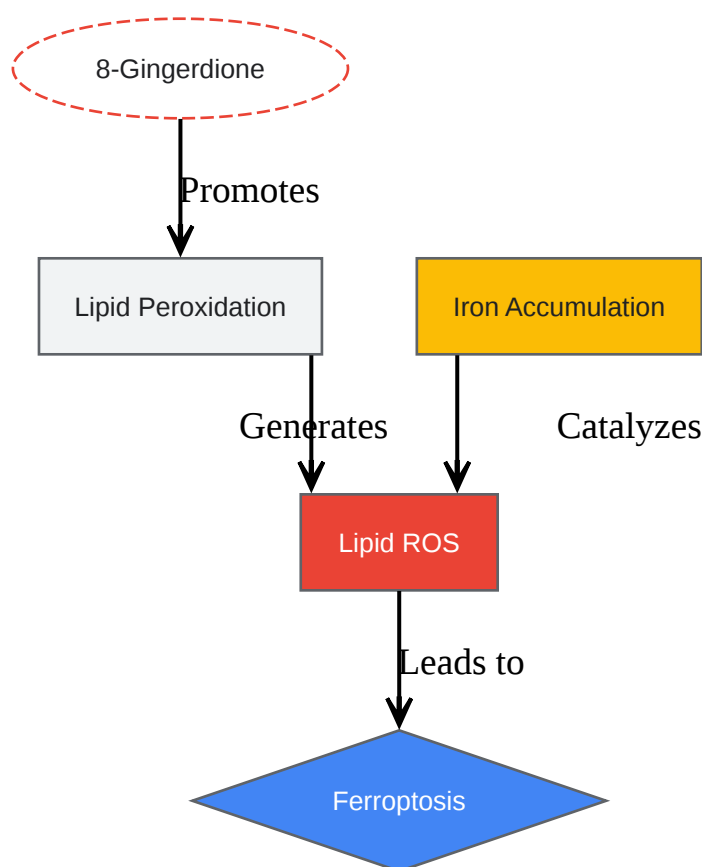 8-Gingerdione
Promotes
Lipid Peroxidation
Iron Accumulation
Generates
Catalyzes
Lipid ROS
Leads to
Ferroptosis